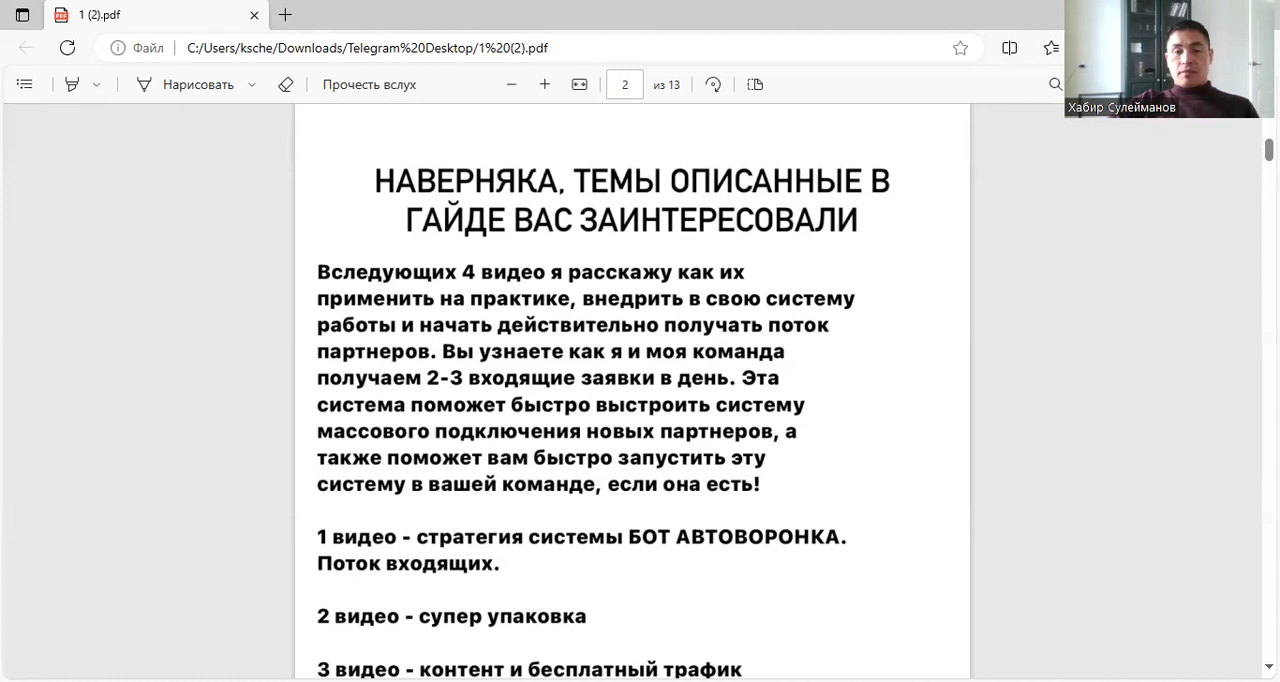 1 (2).pdf
Файл
C:/Users/ksche/Downloads/Telegram%20Desktop/1%20(2).pdf
Нарисовать
Прочесть вслух
2
из 13
Хабир Сулейманов
НАВЕРНЯКА, ТЕМЫ ОПИСАННЫЕ В
ГАЙДЕ ВАС ЗАИНТЕРЕСОВАЛИ
Вследующих 4 видео я расскажу как их
применить на практике, внедрить в свою систему
работы и начать действительно получать поток
партнеров. Вы узнаете как я и моя команда
получаем 2-3 входящие заявки в день. Эта
система поможет быстро выстроить систему
массового подключения новых партнеров, а
также поможет вам быстро запустить эту
систему в вашей команде, если она есть!
1 видео - стратегия системы БОТ АВТОВОРОНКА.
Поток входящих.
2 видео - супер упаковка
3 видео - контент и бесплатный трафик